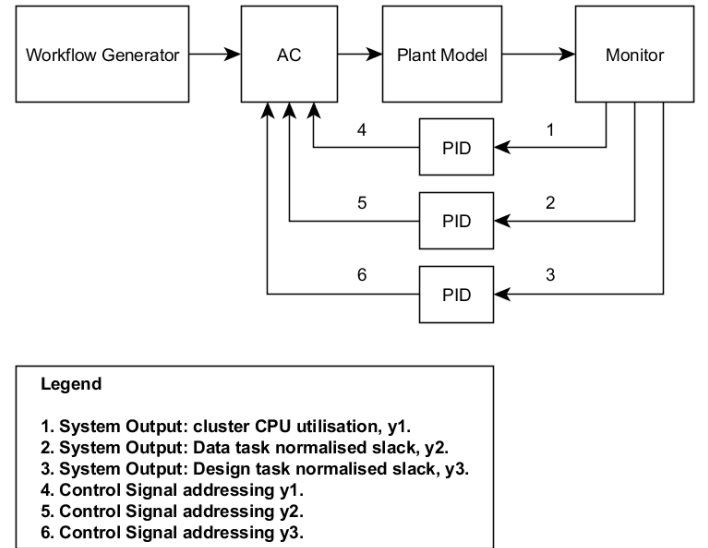 Workflow Generator
AC
Plant Model
Monitor
4
PID
1
5
PID
2
6
PID
3
Legend
1. System Output: cluster CPU utilisation, y1.
2. System Output: Data task normalised slack, y2.
3. System Output: Design task normalised slack, y3.
4. Control Signal addressing y1.
5. Control Signal addressing y2.
6. Control Signal addressing y3.